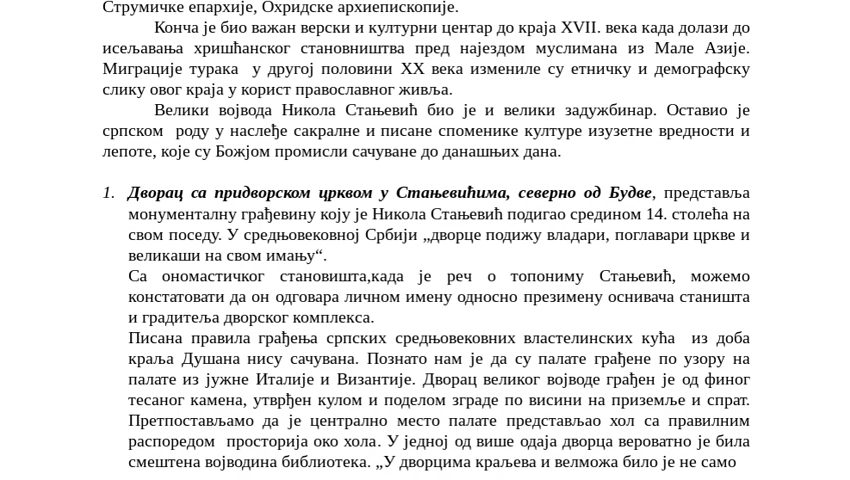 Струмичке епархије, Охридске архиепископије.
Конча је био важан верски и културни центар до краја XVII. века када долази до
исељавања хришћанског становништва пред најездом муслимана из Мале Азије.
Миграције турака у другој половини XX века измениле су етничку и демографску
слику овог краја у корист православног живља.
Велики војвода Никола Стањевић био је и велики задужбинар. Оставио је
српском роду у наслеђе сакралне и писане споменике културе изузетне вредности и
лепоте, које су Божјом промисли сачуване до данашњих дана.
1. Дворац са придворском црквом у Стањевићима, северно од Будве, представља
монументалну грађевину коју је Никола Стањевић подигао средином 14. столећа на
свом поседу. У средњовековној Србији „дворце подижу владари, поглавари цркве и
великаши на свом имању“.
Са ономастичког становишта,када је реч о топониму Стањевић, можемо
констатовати да он одговара личном имену односно презимену оснивача станишта
и градитеља дворског комплекса.
Писана правила грађења српских средњовековних властелинских кућа из доба
краља Душана нису сачувана. Познато нам је да су палате грађене по узору на
палате из јужне Италије и Византије. Дворац великог војводе грађен је од финог
тесаног камена, утврђен кулом и поделом зграде по висини на приземље и спрат.
Претпостављамо да је централно место палате представљао хол са правилним
распоредом просторија око хола. У једној од више одаја дворца вероватно је била
смештена војводина библиотека. „У дворцима краљева и велможа било је не само